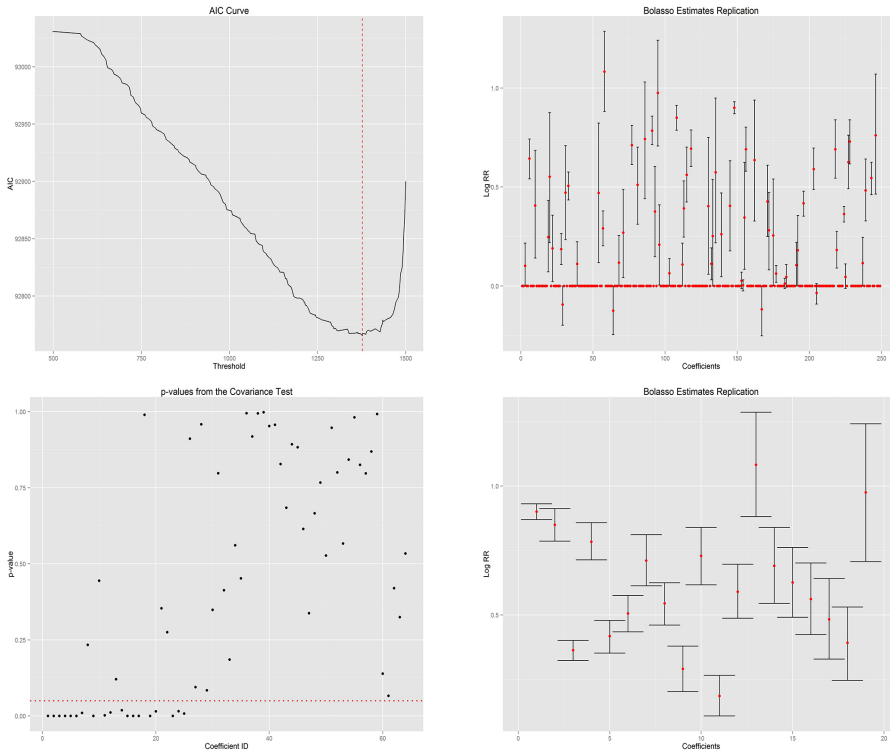 AIC Curve
93000
92950
92900
92850
92800
AIC
500
750
1000
1250
1500
Threshold
Bolasso Estimates Replication
1.0
0.5
0.0
Log RR
0
50
100
150
200
250
Coefficients
p-values from the Covariance Test
1.00
0.75
0.50
0.25
0.00
p-value
0
20
40
60
Coefficient ID
Bolasso Estimates Replication
1.0
0.5
Log RR
0
5
10
15
20
Coefficients